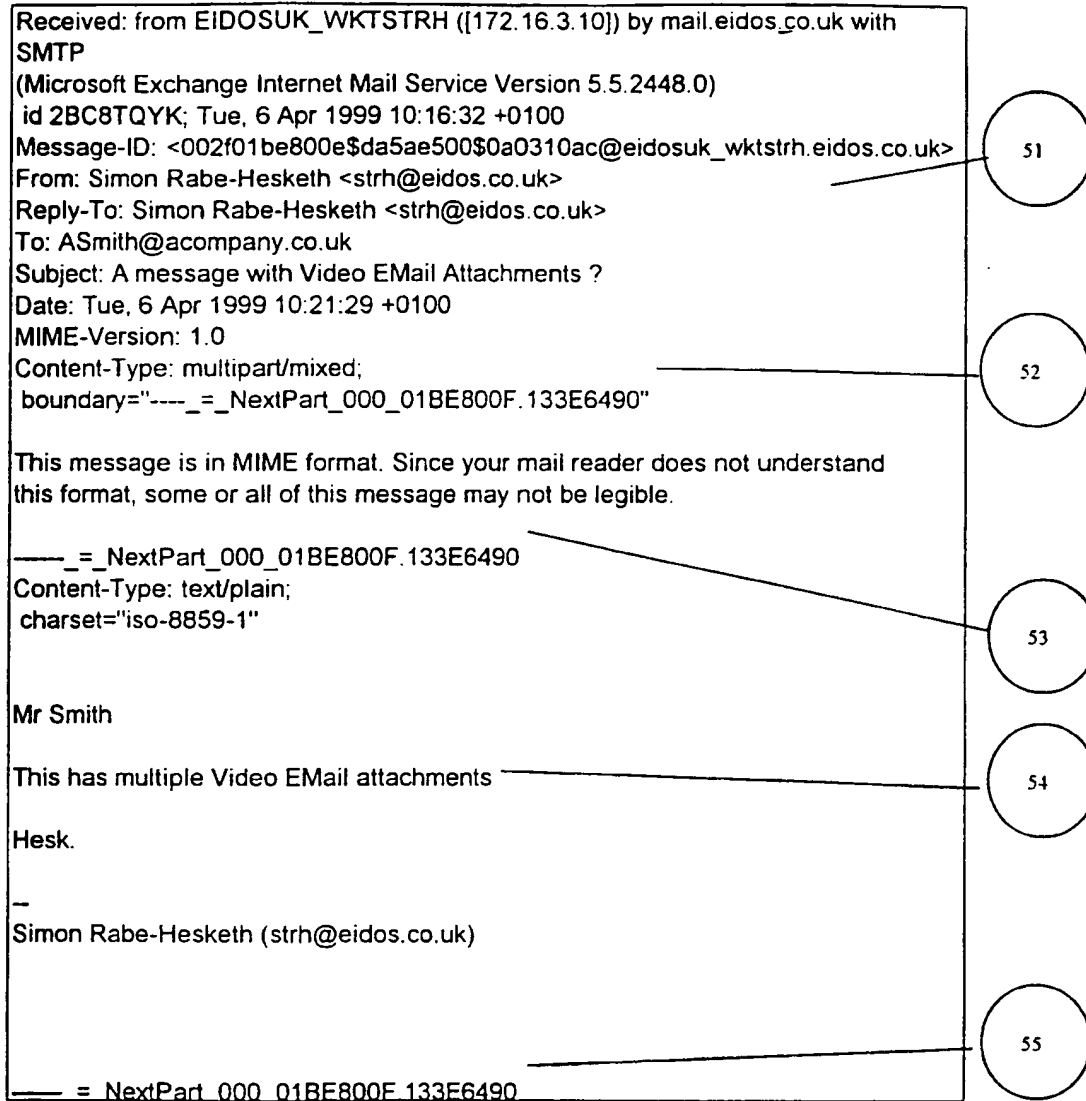 Received: from EIDOSUK_WKTSTRH ([172.16.3.10]) by mail.eidos.co.uk with
SMTP
(Microsoft Exchange Internet Mail Service Version 5.5.2448.0)
id 2BC8TQYK; Tue, 6 Apr 1999 10:16:32 +0100
Message-ID: <002f01be800e$da5ae500$0a0310ac@eidosuk_wktstrh.eidos.co.uk>
51
From: Simon Rabe-Hesketh <strh@eidos.co.uk>
Reply-To: Simon Rabe-Hesketh <strh@eidos.co.uk>
To: ASmith@acompany.co.uk
Subject: A message with Video EMail Attachments ?
Date: Tue, 6 Apr 1999 10:21:29 +0100
MIME-Version: 1.0
Content-Type: multipart/mixed;
52
boundary="----_=_NextPart_000_01BE800F.133E6490"
This message is in MIME format. Since your mail reader does not understand
this format, some or all of this message may not be legible.
------_=_NextPart_000_01BE800F.133E6490
Content-Type: text/plain;
charset="iso-8859-1"
53
Mr Smith
This has multiple Video EMail attachments
54
Hesk.
--
Simon Rabe-Hesketh (strh@eidos.co.uk)
55
------_=_NextPart_000_01BE800F.133E6490